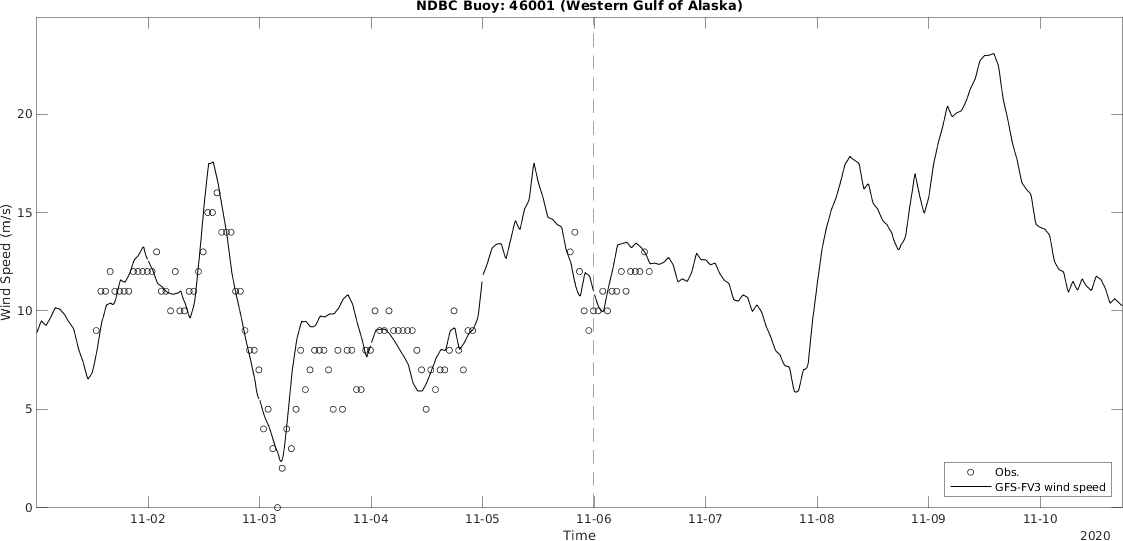 NDBC Buoy: 46001 (Western Gulf of Alaska)
Wind Speed (m/s)
20
15
10
5
0
11-02 11-03 11-04 11-05 11-06 11-07 11-08 11-09 11-10
Time
2020
Obs.
GFS-FV3 wind speed